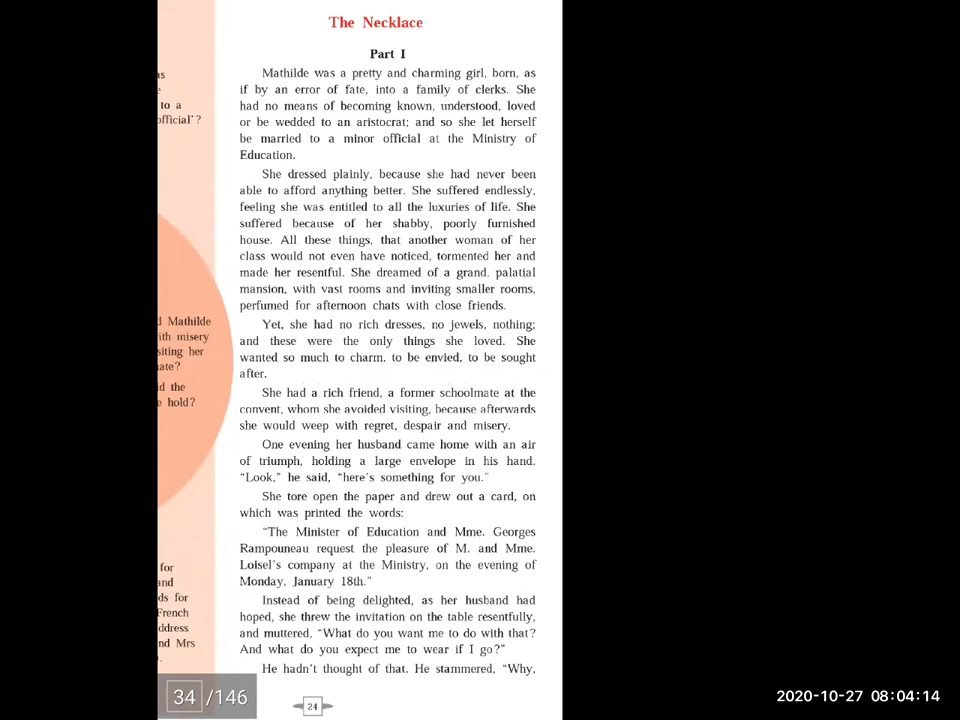 The Necklace
Part I
Mathilde was a pretty and charming girl, born, as
if by an error of fate, into a family of clerks. She
had no means of becoming known, understood, loved
or be wedded to an aristocrat; and so she let herself
be married to a minor official at the Ministry of
Education.
She dressed plainly, because she had never been
able to afford anything better. She suffered endlessly,
feeling she was entitled to all the luxuries of life. She
suffered because of her shabby, poorly furnished
house. All these things, that another woman of her
class would not even have noticed, tormented her and
made her resentful. She dreamed of a grand, palatial
mansion, with vast rooms and inviting smaller rooms,
perfumed for afternoon chats with close friends.
Yet, she had no rich dresses, no jewels, nothing;
and these were the only things she loved. She
wanted so much to charm, to be envied, to be sought
after.
She had a rich friend, a former schoolmate at the
convent, whom she avoided visiting, because afterwards
she would weep with regret, despair and misery.
One evening her husband came home with an air
of triumph, holding a large envelope in his hand.
“Look,” he said, “here’s something for you.”
She tore open the paper and drew out a card, on
which was printed the words:
“The Minister of Education and Mme. Georges
Rampouneau request the pleasure of M. and Mme.
Loisel’s company at the Ministry, on the evening of
Monday, January 18th.”
Instead of being delighted, as her husband had
hoped, she threw the invitation on the table resentfully,
and muttered, “What do you want me to do with that?
And what do you expect me to wear if I go?”
He hadn’t thought of that. He stammered, “Why,
24
to a
official’?
Mathilde
with misery
her
the
hold?
for
and
for
French
and Mrs
34 /146
2020-10-27 08:04:14